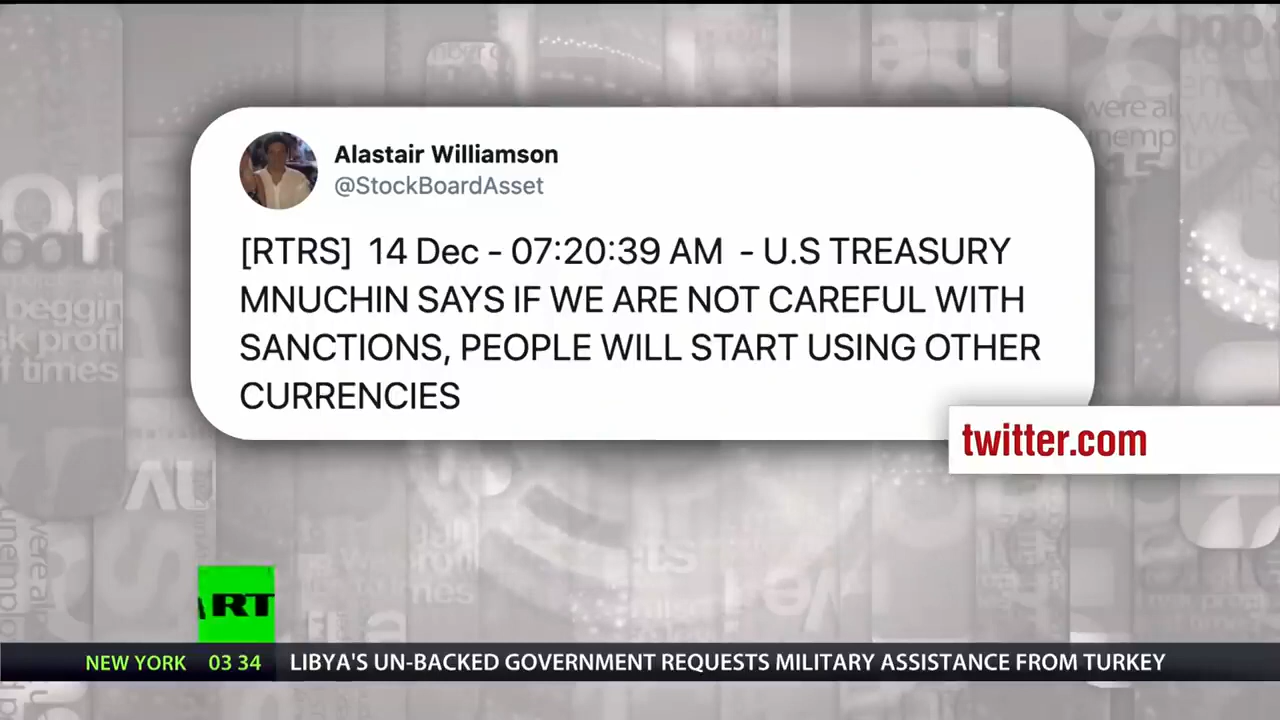 Alastair Williamson
@StockBoardAsset
[RTRS] 14 Dec - 07:20:39 AM - U.S TREASURY
MNUCHIN SAYS IF WE ARE NOT CAREFUL WITH
SANCTIONS, PEOPLE WILL START USING OTHER
CURRENCIES
twitter.com
RT
NEW YORK 03 34 LIBYA'S UN-BACKED GOVERNMENT REQUESTS MILITARY ASSISTANCE FROM TURKEY